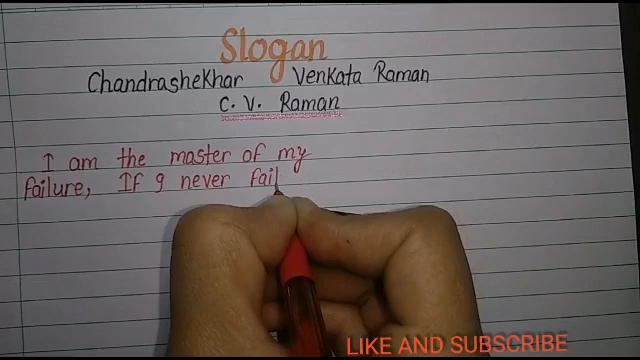 Slogan
Chandrashekhar Venkata Raman
C. V. Raman
I am the master of my
failure, If I never fail
LIKE AND SUBSCRIBE